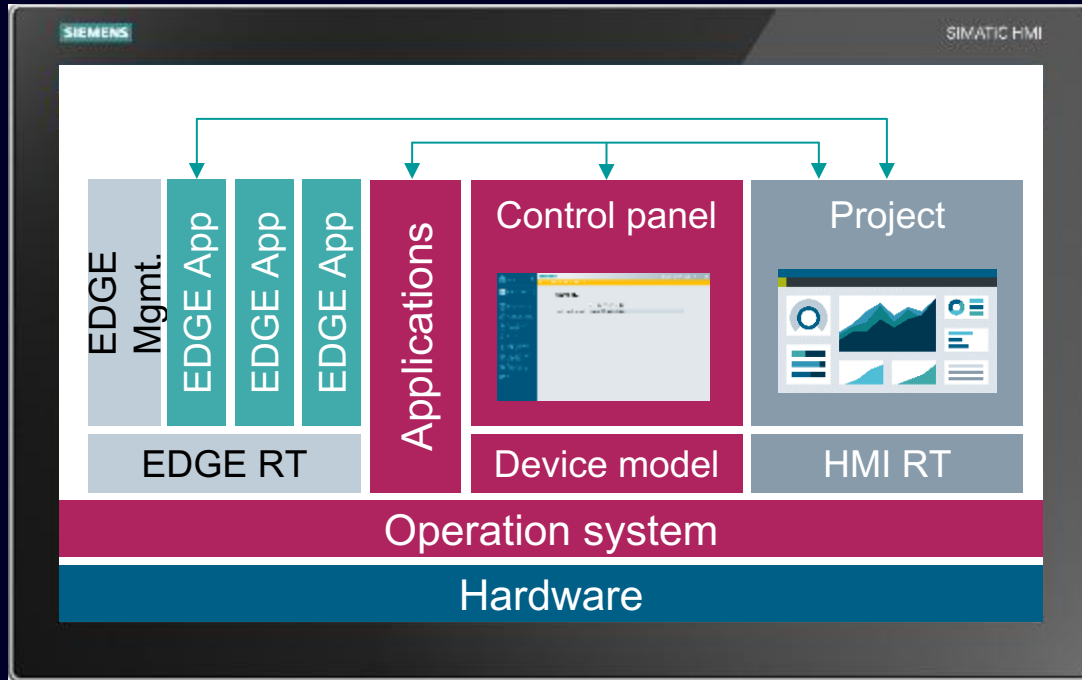 SIEMENS
SIMATIC HMI
EDGE
Mgmt.
EDGE App
EDGE App
EDGE App
Applications
Control panel
Project
EDGE RT
Device model
HMI RT
Operation system
Hardware